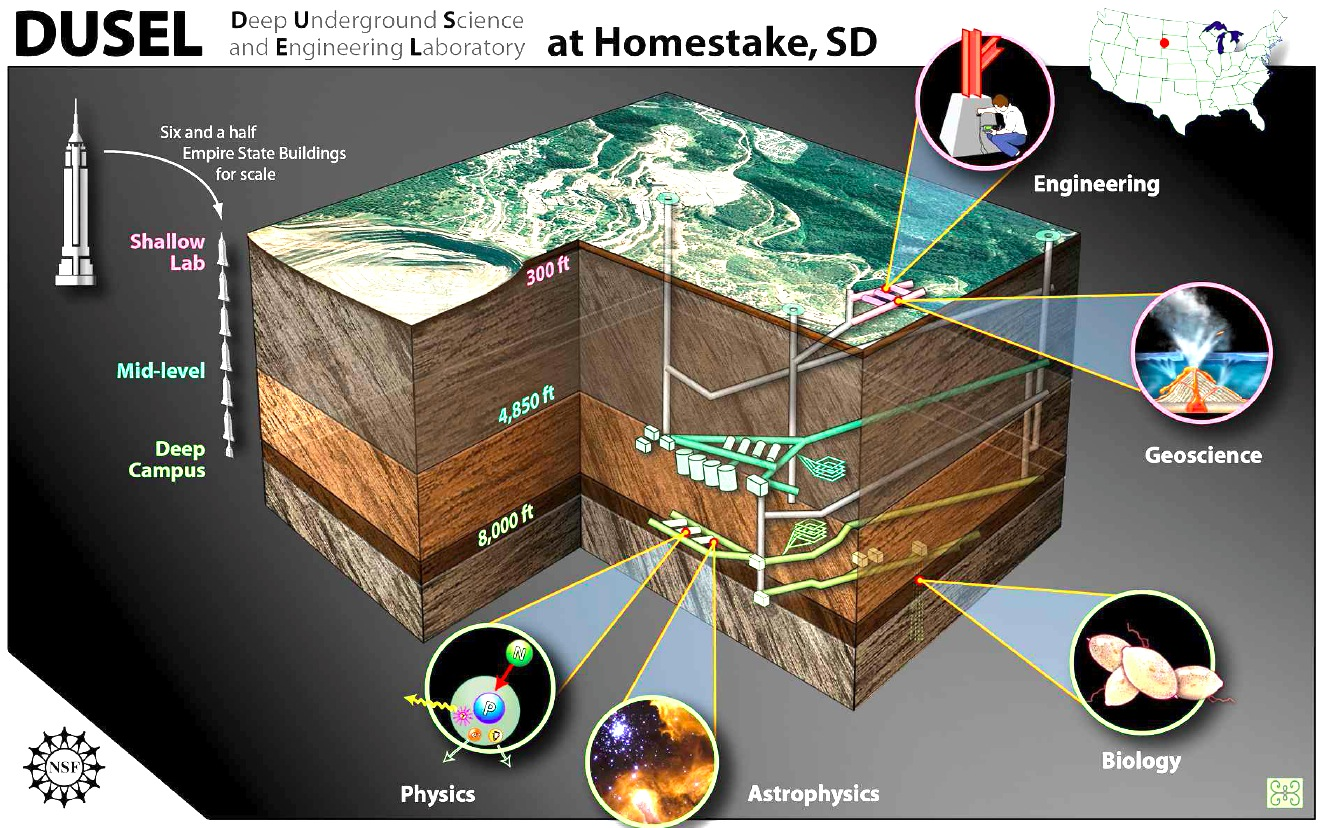 DUSEL
Deep Underground Science
and Engineering Laboratory
at Homestake, SD
Six and a half
Empire State Buildings
for scale
Shallow
Lab
Mid-level
Deep
Campus
300 ft
4,850 ft
8,000 ft
Engineering
Geoscience
Biology
Astrophysics
Physics
N
P
NSF